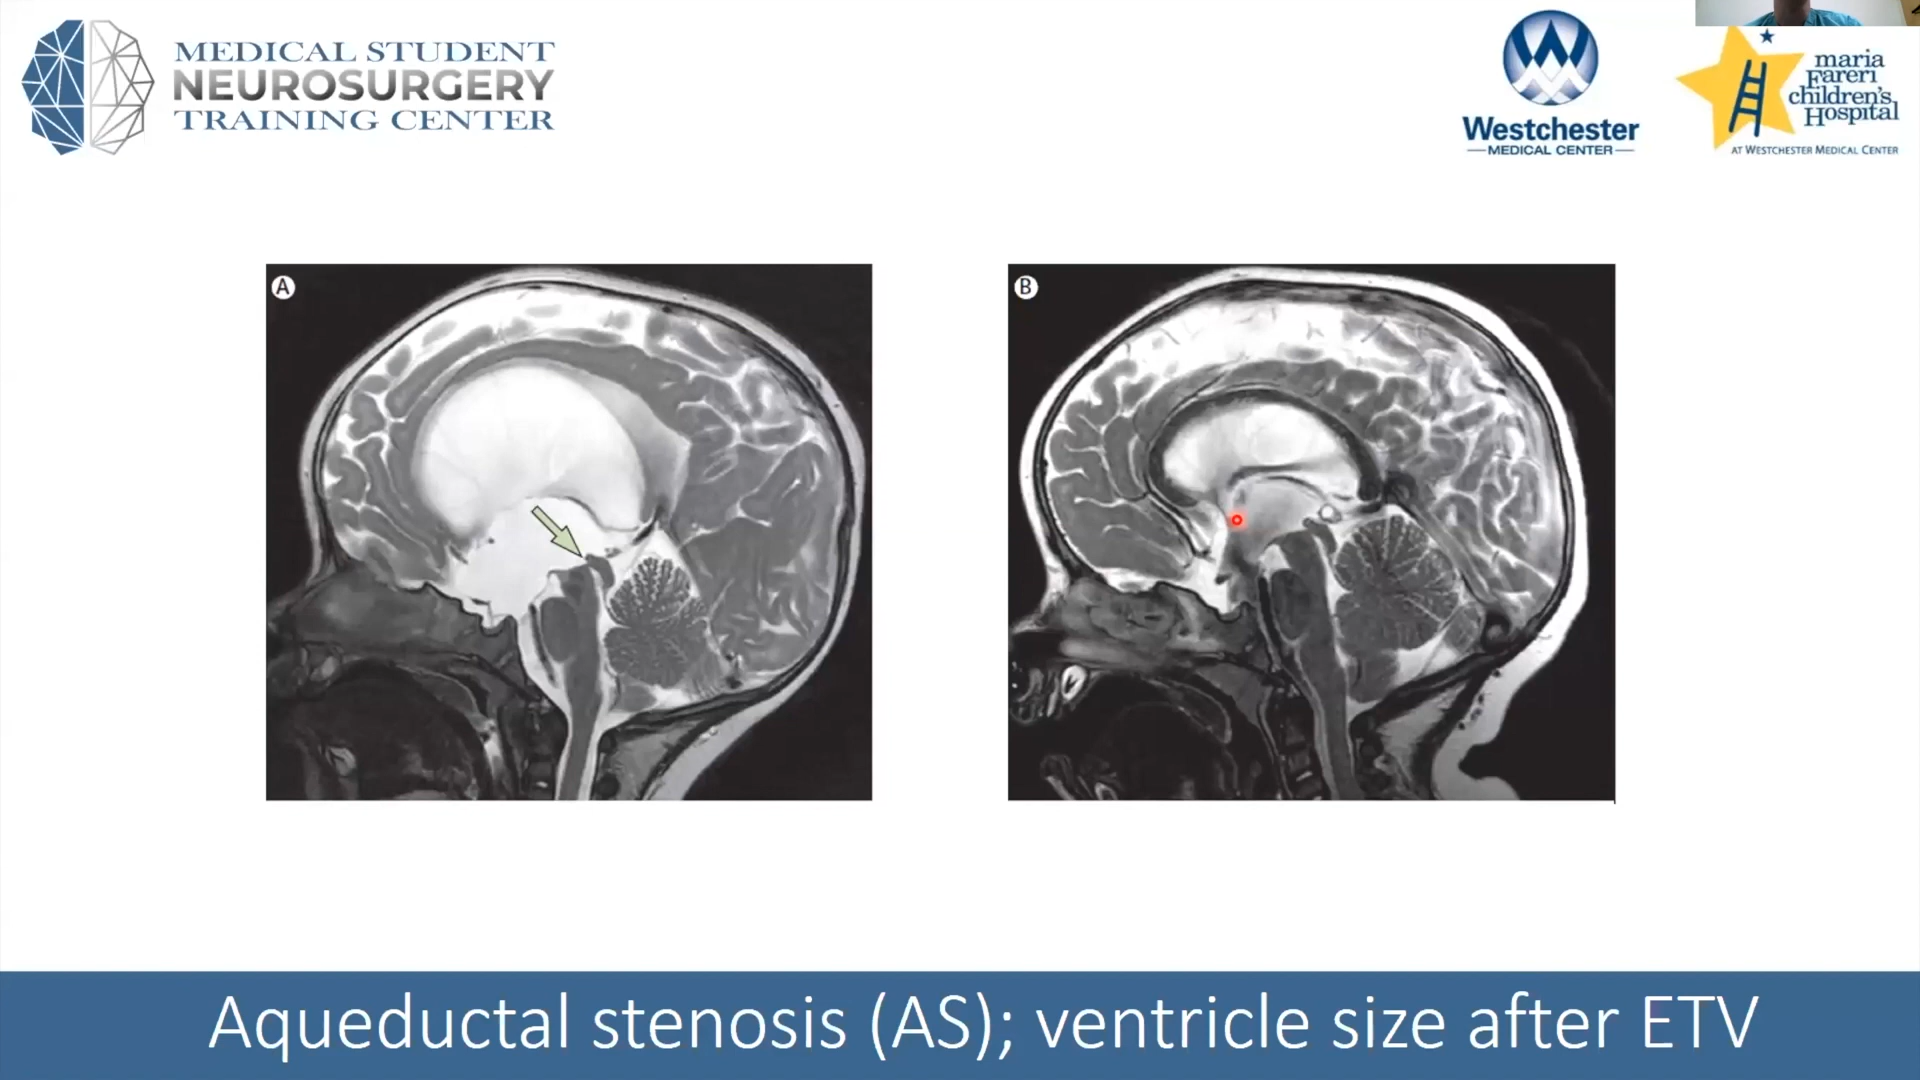 MEDICAL STUDENT
NEUROSURGERY
TRAINING CENTER
Westchester
MEDICAL CENTER
maria
Fareri
children's
Hospital
AT WESTCHESTER MEDICAL CENTER
A
B
Aqueductal stenosis (AS); ventricle size after ETV